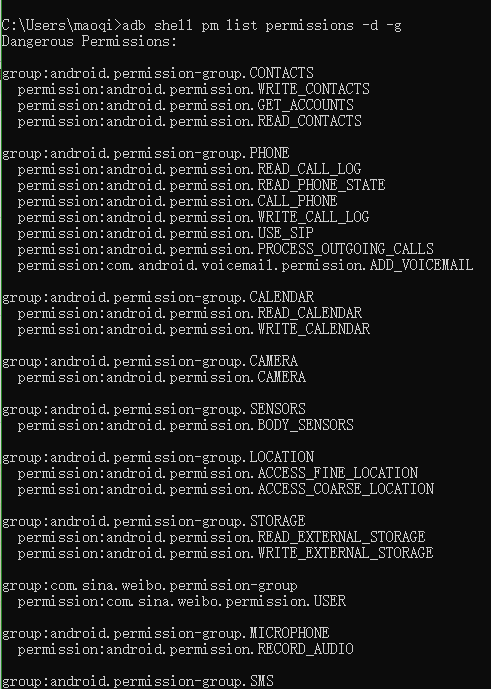 C:\Users\maoqi>adb shell pm list permissions -d -g
Dangerous Permissions:
group:android.permission-group.CONTACTS
permission:android.permission.WRITE_CONTACTS
permission:android.permission.GET_ACCOUNTS
permission:android.permission.READ_CONTACTS
group:android.permission-group.PHONE
permission:android.permission.READ_CALL_LOG
permission:android.permission.READ_PHONE_STATE
permission:android.permission.CALL_PHONE
permission:android.permission.WRITE_CALL_LOG
permission:android.permission.USE_SIP
permission:android.permission.PROCESS_OUTGOING_CALLS
permission:com.android.voicemail.permission.ADD_VOICEMAIL
group:android.permission-group.CALENDAR
permission:android.permission.READ_CALENDAR
permission:android.permission.WRITE_CALENDAR
group:android.permission-group.CAMERA
permission:android.permission.CAMERA
group:android.permission-group.SENSORS
permission:android.permission.BODY_SENSORS
group:android.permission-group.LOCATION
permission:android.permission.ACCESS_FINE_LOCATION
permission:android.permission.ACCESS_COARSE_LOCATION
group:android.permission-group.STORAGE
permission:android.permission.READ_EXTERNAL_STORAGE
permission:android.permission.WRITE_EXTERNAL_STORAGE
group:com.sina.weibo.permission-group
permission:com.sina.weibo.permission.USER
group:android.permission-group.MICROPHONE
permission:android.permission.RECORD_AUDIO
group:android.permission-group.SMS